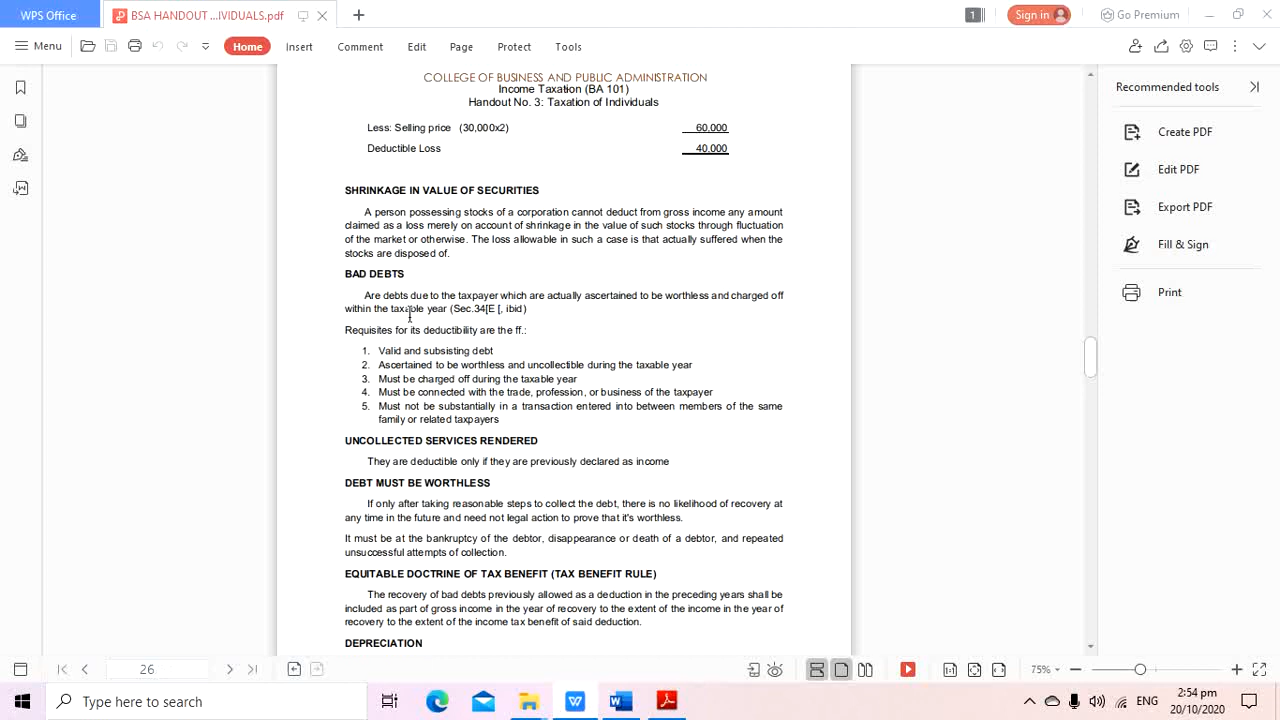 WPS Office
BSA HANDOUT ...IVIDUALS.pdf
1
Sign in
Go Premium
Menu
Home
Insert
Comment
Edit
Page
Protect
Tools
COLLEGE OF BUSINESS AND PUBLIC ADMINISTRATION
Income Taxation (BA 101)
Handout No. 3: Taxation of Individuals
Less: Selling price (30,000x2) 60,000
Deductible Loss 40,000
SHRINKAGE IN VALUE OF SECURITIES
A person possessing stocks of a corporation cannot deduct from gross income any amount
claimed as a loss merely on account of shrinkage in the value of such stocks through fluctuation
of the market or otherwise. The loss allowable in such a case is that actually suffered when the
stocks are disposed of.
BAD DEBTS
Are debts due to the taxpayer which are actually ascertained to be worthless and charged off
within the taxable year (Sec.34[E [, ibid)
Requisites for its deductibility are the ff.:
1. Valid and subsisting debt
2. Ascertained to be worthless and uncollectible during the taxable year
3. Must be charged off during the taxable year
4. Must be connected with the trade, profession, or business of the taxpayer
5. Must not be substantially in a transaction entered into between members of the same
family or related taxpayers
UNCOLLECTED SERVICES RENDERED
They are deductible only if they are previously declared as income
DEBT MUST BE WORTHLESS
If only after taking reasonable steps to collect the debt, there is no likelihood of recovery at
any time in the future and need not legal action to prove that it's worthless.
It must be at the bankruptcy of the debtor, disappearance or death of a debtor, and repeated
unsuccessful attempts of collection.
EQUITABLE DOCTRINE OF TAX BENEFIT (TAX BENEFIT RULE)
The recovery of bad debts previously allowed as a deduction in the preceding years shall be
included as part of gross income in the year of recovery to the extent of the income in the year of
recovery to the extent of the income tax benefit of said deduction.
DEPRECIATION
Recommended tools
Create PDF
Edit PDF
Export PDF
Fill & Sign
Print
26
75%
Type here to search
ENG
2:54 pm
20/10/2020